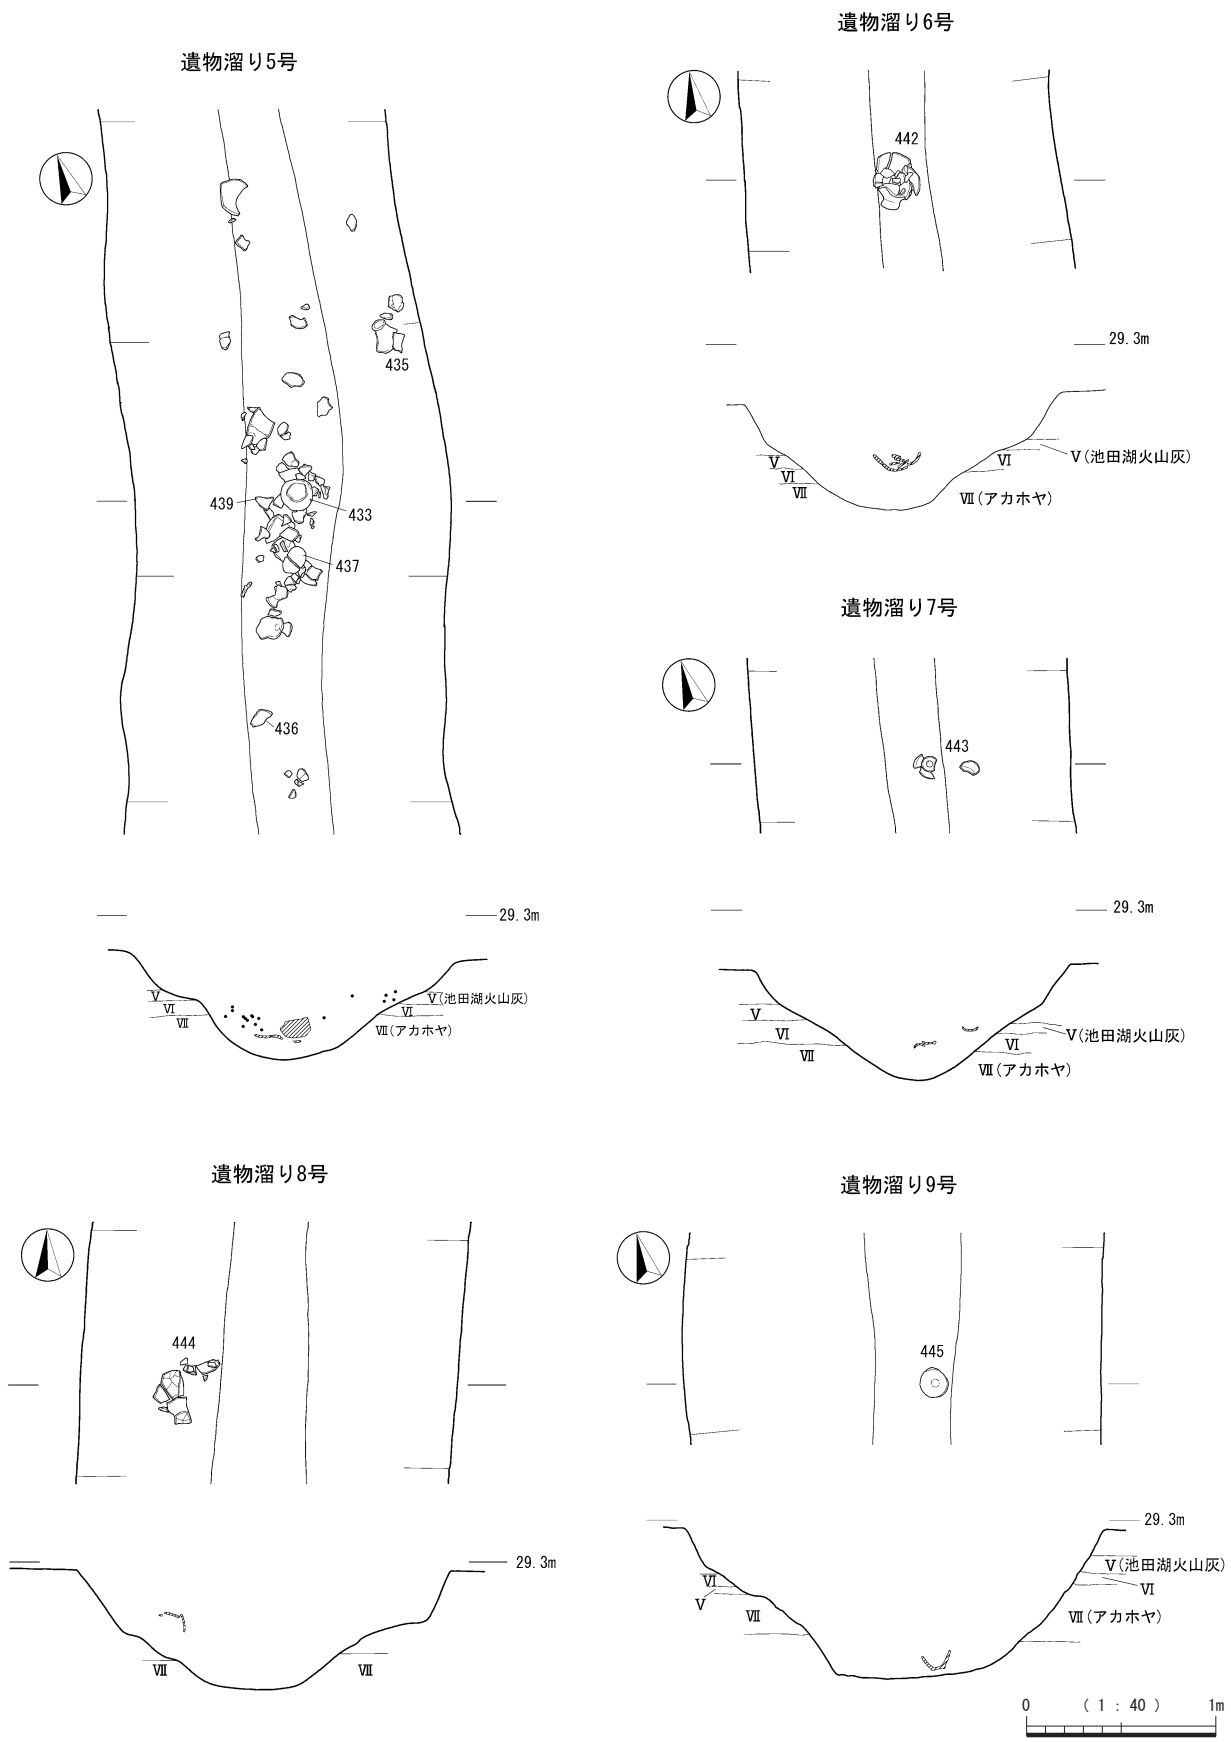 遺物溜り5号
435
439
433
437
436
29.3m
Ⅴ
Ⅵ
Ⅶ
Ⅴ(池田湖火山灰)
Ⅵ
Ⅶ(アカホヤ)
遺物溜り6号
442
29.3m
Ⅴ
Ⅵ
Ⅶ
Ⅴ(池田湖火山灰)
Ⅵ
Ⅶ(アカホヤ)
遺物溜り7号
443
29.3m
Ⅴ
Ⅵ
Ⅶ
Ⅴ(池田湖火山灰)
Ⅵ
Ⅶ(アカホヤ)
遺物溜り8号
444
29.3m
Ⅶ
Ⅶ
遺物溜り9号
445
29.3m
Ⅵ
Ⅴ
Ⅶ
Ⅴ(池田湖火山灰)
Ⅵ
Ⅶ(アカホヤ)
0 (1:40) 1m